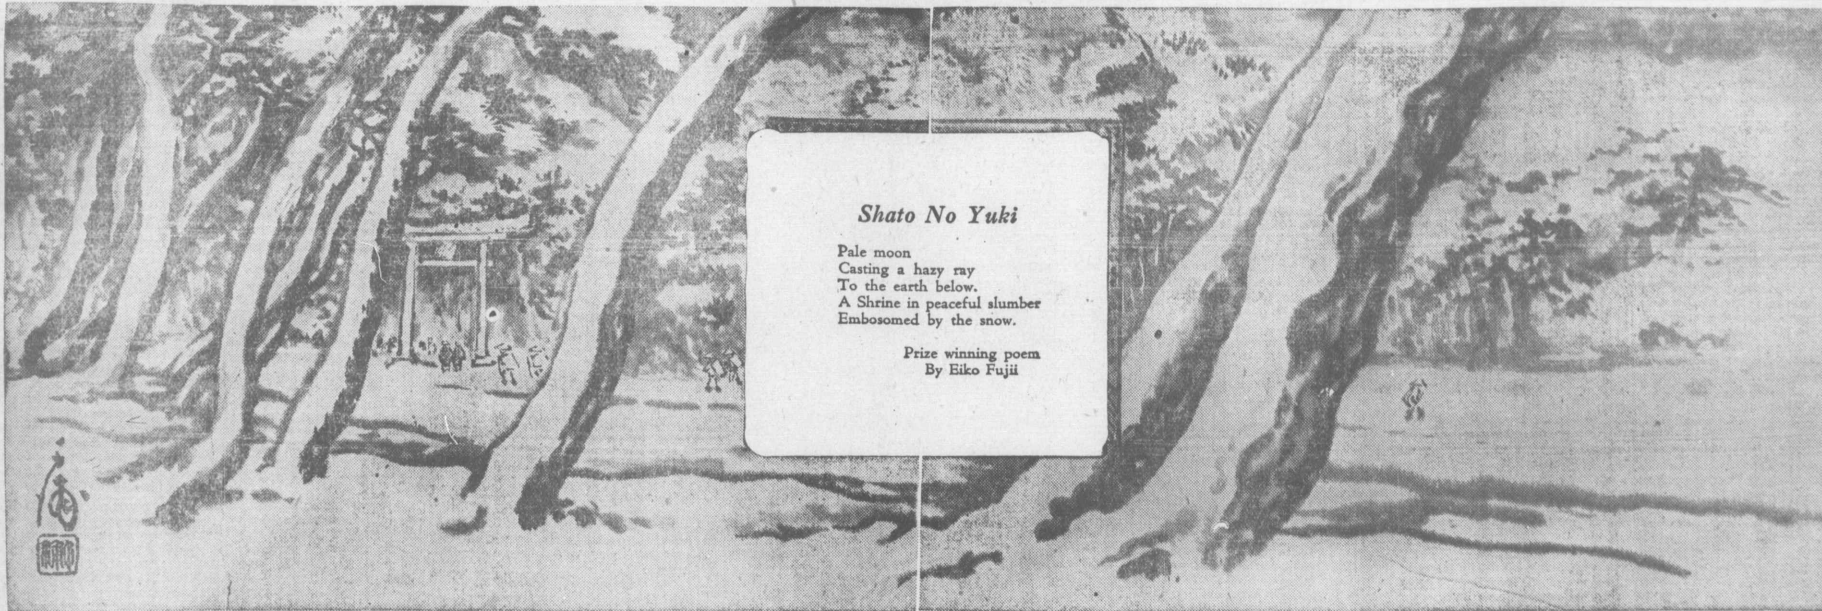 Shato No Yuki
Pale moon
Casting a hazy ray
To the earth below.
A Shrine in peaceful slumber
Embosomed by the snow.
Prize winning poem
By Eiko Fujii